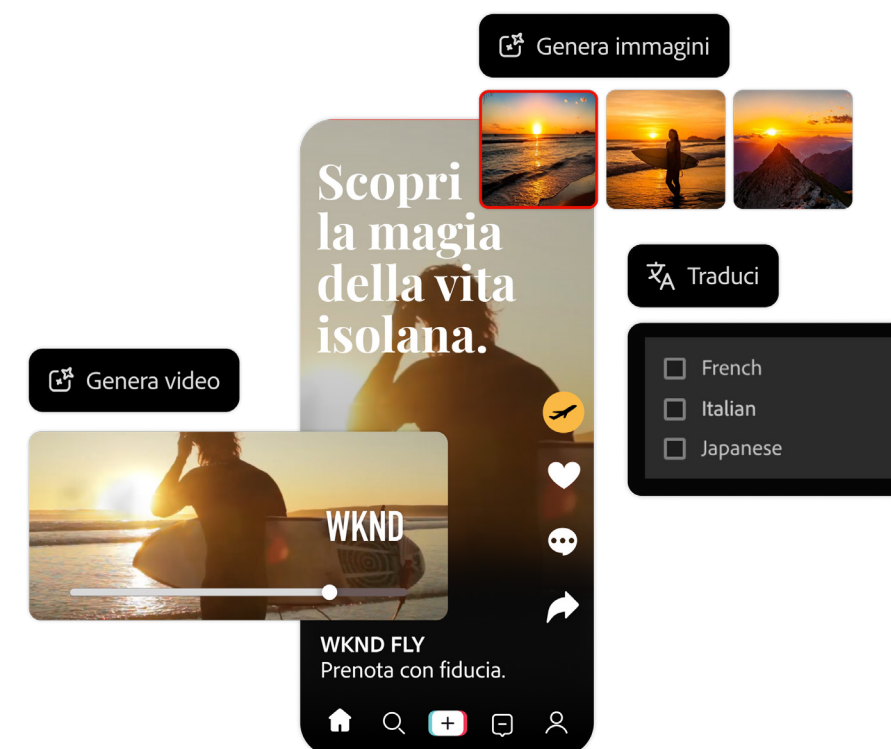 Genera immagini
Scopri
la magia
della vita
isolana.
Traduci
French
Italian
Japanese
Genera video
WKND
WKND FLY
Prenota con fiducia.